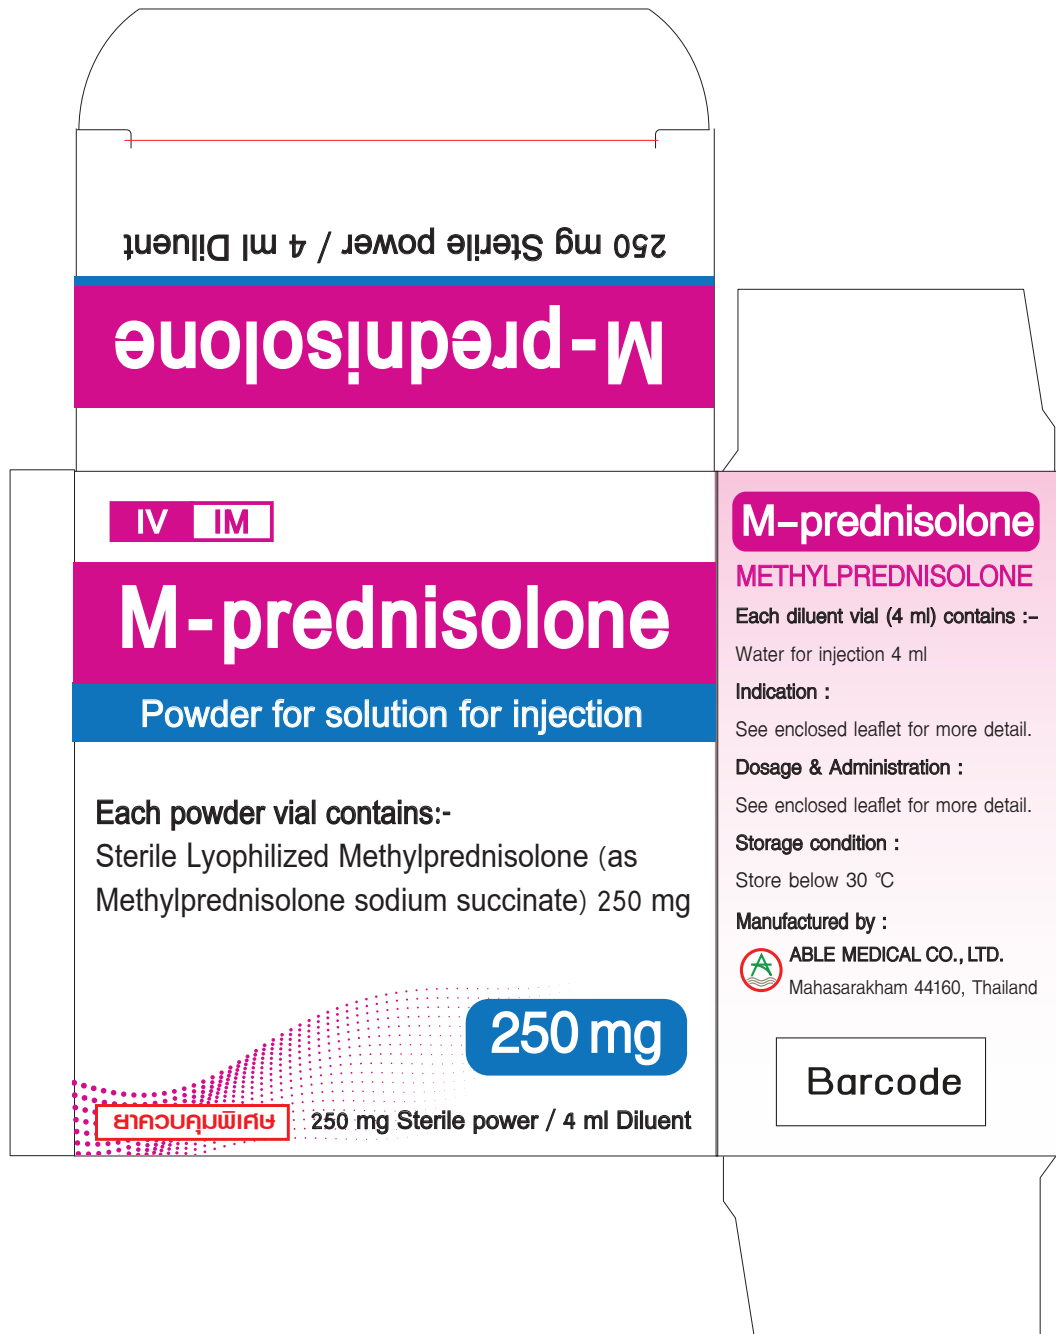 250 mg Sterile power / 4 ml Diluent
M-prednisolone
IV IM
M-prednisolone
Powder for solution for injection
Each powder vial contains:-
Sterile Lyophilized Methylprednisolone (as
Methylprednisolone sodium succinate) 250 mg
250 mg
ยาควบคุมพิเศษ
250 mg Sterile power / 4 ml Diluent
M-prednisolone
METHYLPREDNISOLONE
Each diluent vial (4 ml) contains :-
Water for injection 4 ml
Indication :
See enclosed leaflet for more detail.
Dosage & Administration :
See enclosed leaflet for more detail.
Storage condition :
Store below 30 °C
Manufactured by :
ABLE MEDICAL CO., LTD.
Mahasarakham 44160, Thailand
Barcode